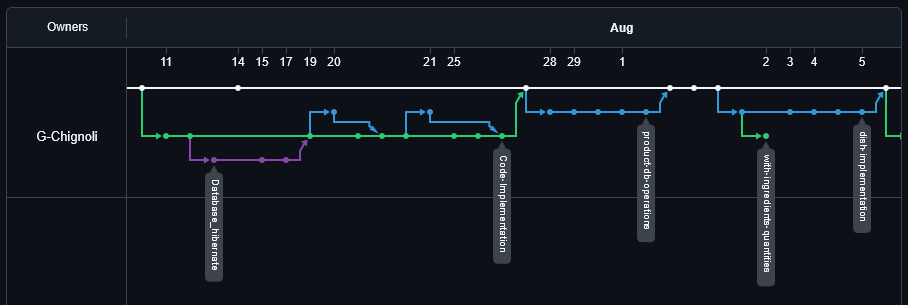 Owners
Aug
11 14 15 17 19 20 21 25 28 29 1 2 3 4 5
G-Chignoli
Database_hibernate
Code-Implementation
product-db-operations
with-ingredients-quantities
dish-implementation